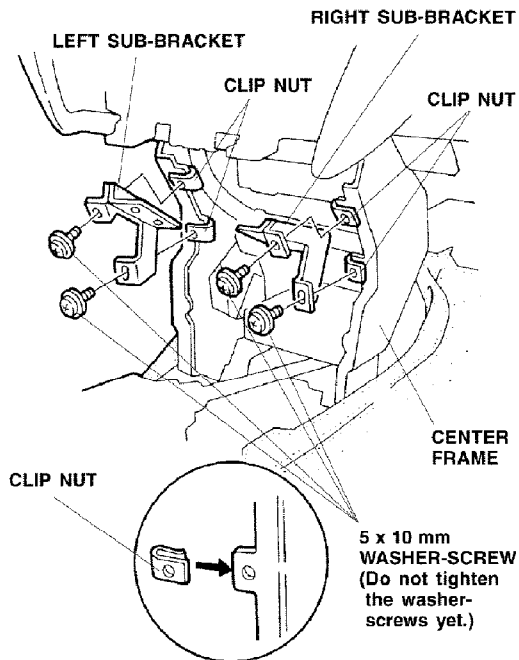 RIGHT SUB-BRACKET
LEFT SUB-BRACKET
CLIP NUT
CLIP NUT
CENTER
FRAME
CLIP NUT
5 x 10 mm
WASHER-SCREW
(Do not tighten
the washer-
screws yet.)